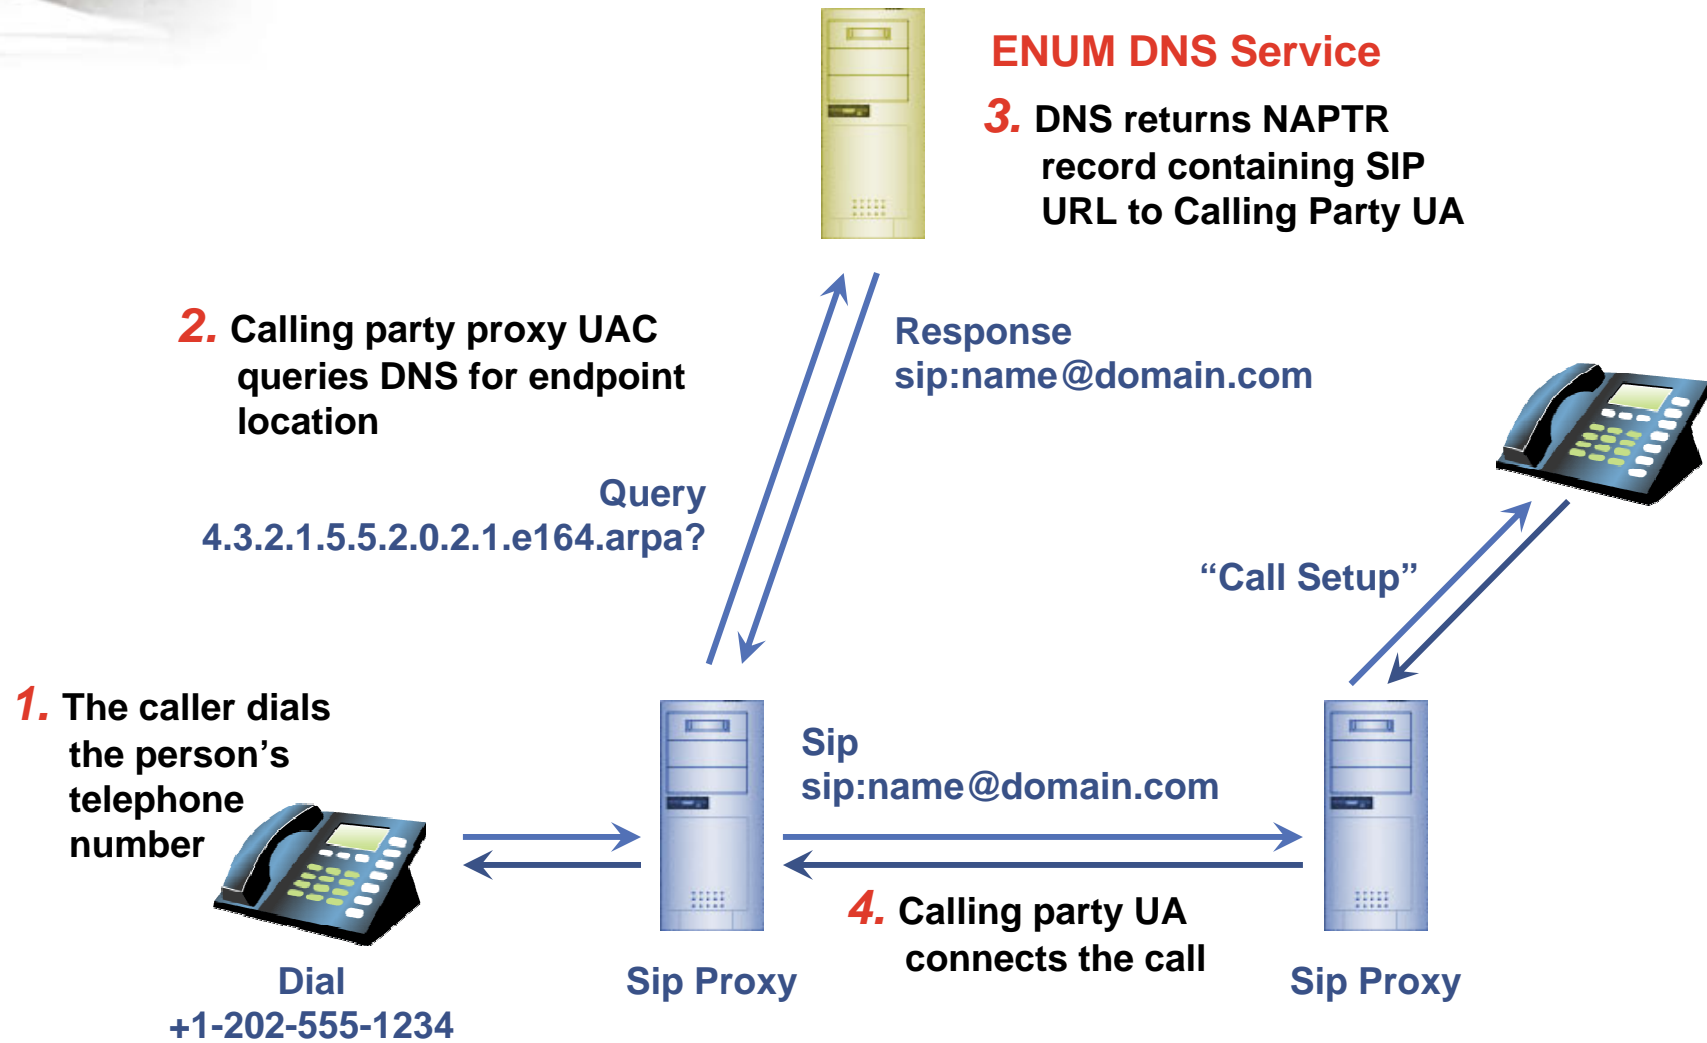 ENUM DNS Service
3. DNS returns NAPTR
record containing SIP
URL to Calling Party UA
2. Calling party proxy UAC
queries DNS for endpoint
location
Response
sip:name@domain.com
Query
4.3.2.1.5.5.2.0.2.1.e164.arpa?
“Call Setup”
1. The caller dials
the person’s
telephone
number
Sip
sip:name@domain.com
4. Calling party UA
connects the call
Dial
+1-202-555-1234
Sip Proxy
Sip Proxy